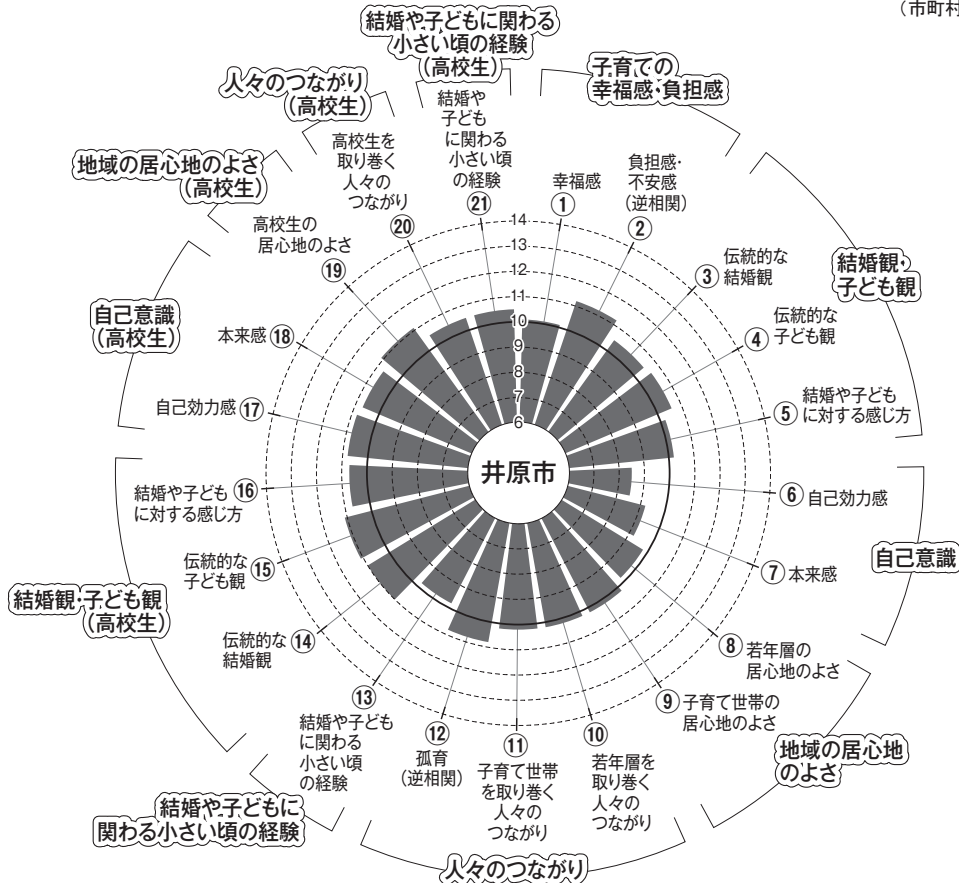 （市町村
結婚や子どもに関わる
小さい頃の経験
（高校生）
子育ての
幸福感・負担感
人々のつながり
（高校生）
地域の居心地のよさ
（高校生）
自己意識
（高校生）
結婚観・
子ども観
自己意識
地域の居心地
のよさ
人々のつながり
結婚や子どもに
関わる小さい頃の経験
結婚観・子ども観
（高校生）
14
13
12
11
10
9
8
7
6
井原市
幸福感
①
負担感・
不安感
（逆相関）
②
③
伝統的な
結婚観
④
伝統的な
子ども観
⑤
結婚や子ども
に対する感じ方
⑥ 自己効力感
⑦ 本来感
⑧ 若年層の
居心地のよさ
⑨ 子育て世帯の
居心地のよさ
⑩
若年層を
取り巻く
人々の
つながり
⑪
子育て世帯
を取り巻く
人々の
つながり
⑫
孤育
（逆相関）
⑬
結婚や子ども
に関わる
小さい頃
の経験
伝統的な ⑭
結婚観
伝統的な ⑮
子ども観
結婚や子ども ⑯
に対する感じ方
自己効力感 ⑰
本来感 ⑱
高校生の
居心地のよさ
⑲
高校生を
取り巻く
人々の
つながり
⑳
結婚や
子ども
に関わる
小さい頃
の経験
㉑